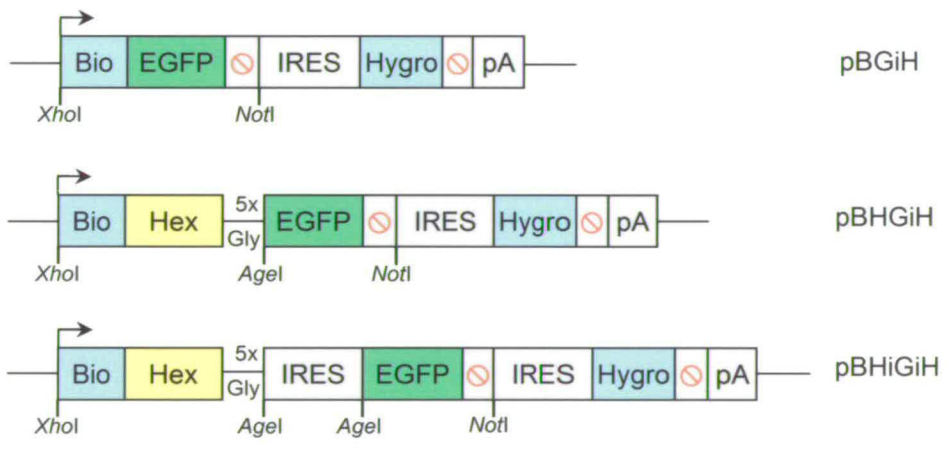 Bio EGFP IRES Hygro pA pBGiH
XhoI NotI
5x
Bio Hex EGFP IRES Hygro pA pBHGiH
Gly
XhoI AgeI NotI
5x
Bio Hex IRES EGFP IRES Hygro pA pBHiGiH
Gly
XhoI AgeI AgeI NotI